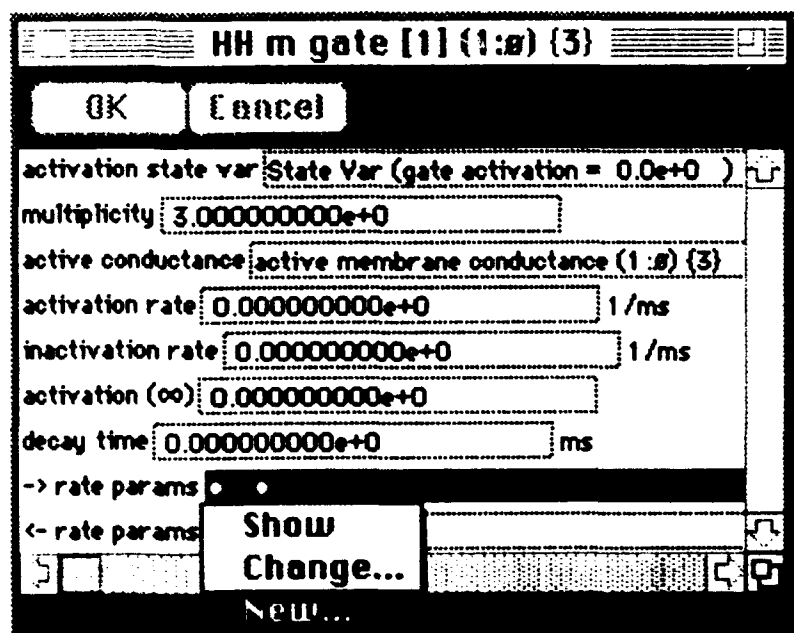 HH m gate [1] (1:ø) {3}
OK Cancel
activation state var State Var (gate activation = 0.0e+0 )
multiplicity 3.000000000e+0
active conductance active membrane conductance (1:ø) {3}
activation rate 0.000000000e+0 1/ms
inactivation rate 0.000000000e+0 1/ms
activation (∞) 0.000000000e+0
decay time 0.000000000e+0 ms
-> rate params
<- rate params
Show
Change...
New...